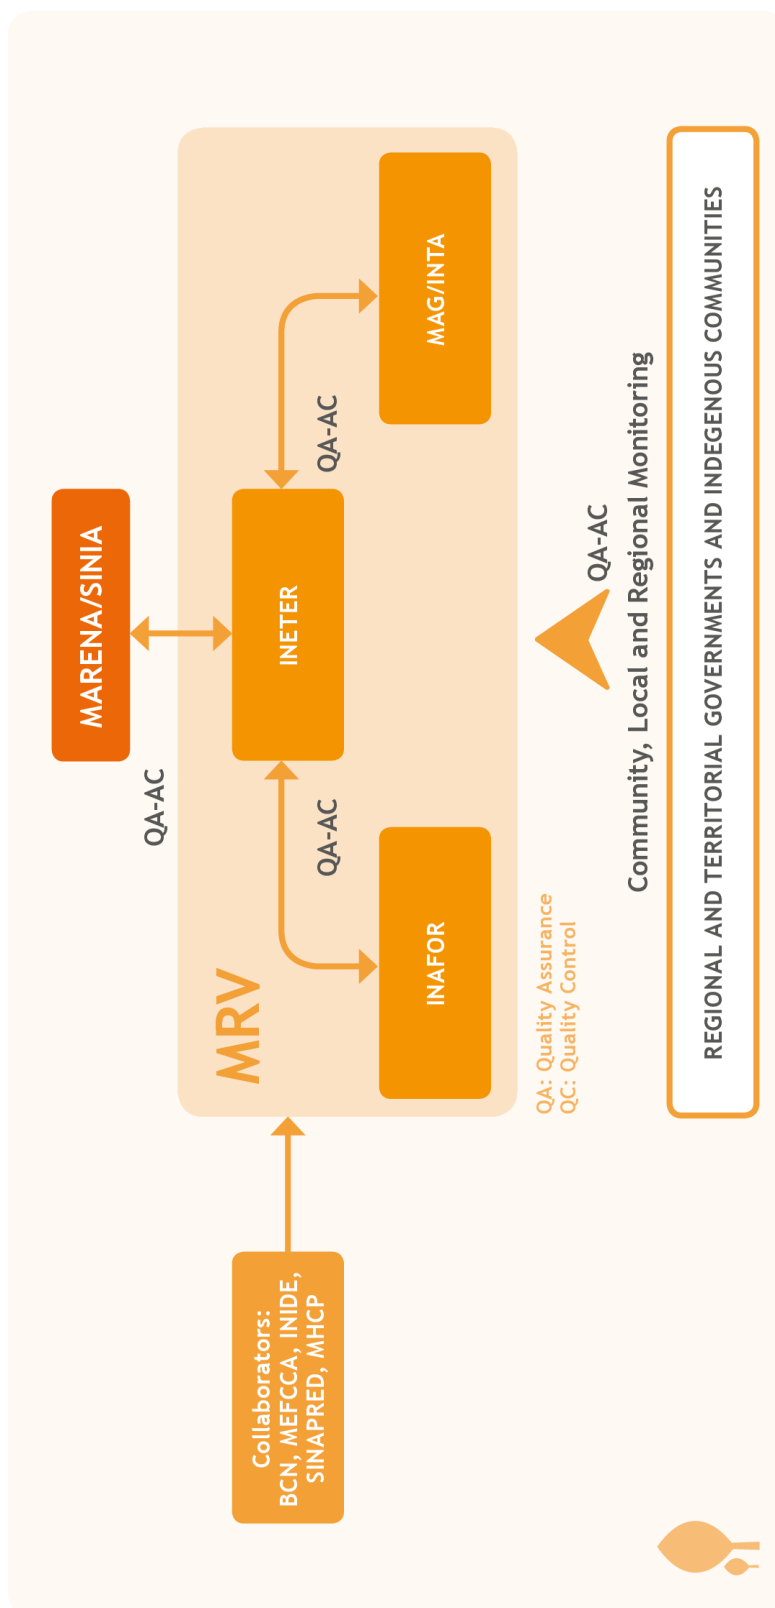 MARENA/SINIA
QA-AC
MRV
INETER
QA-AC
QA-AC
INAFOR
MAG/INTA
Collaborators:
BCN, MEFCCA, INIDE,
SINAPRED, MHCP
QA: Quality Assurance
QC: Quality Control
QA-AC
Community, Local and Regional Monitoring
REGIONAL AND TERRITORIAL GOVERNMENTS AND INDEGENOUS COMMUNITIES